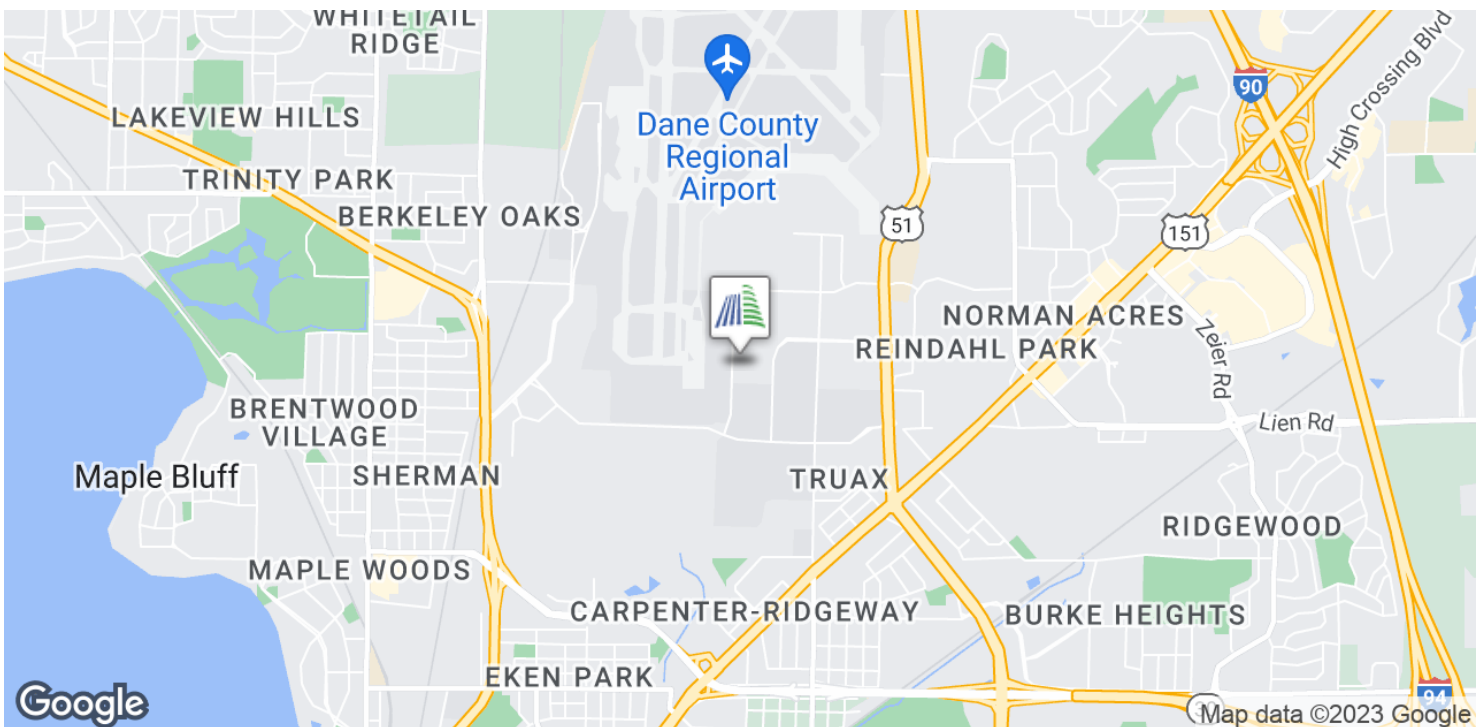 WHITETAIL
RIDGE
LAKEVIEW HILLS
Dane County
Regional
Airport
90
High Crossing Blvd
TRINITY PARK
BERKELEY OAKS
51
151
NORMAN ACRES
REINDAHL PARK
Zeier Rd
BRENTWOOD
VILLAGE
Lien Rd
Maple Bluff
SHERMAN
TRUAX
RIDGEWOOD
MAPLE WOODS
CARPENTER-RIDGEWAY
BURKE HEIGHTS
EKEN PARK
94
Google
Map data ©2023 Google